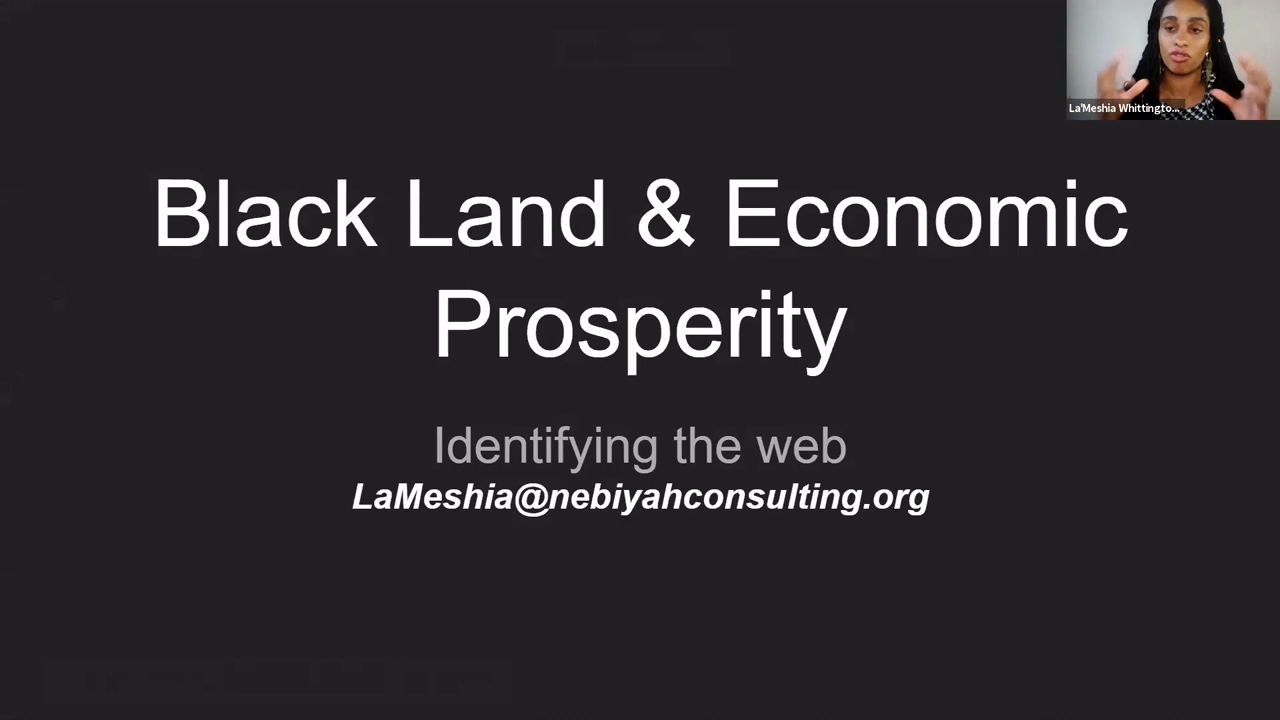 La'Meshia Whittingto...
Black Land & Economic
Prosperity
Identifying the web
LaMeshia@nebiyahconsulting.org